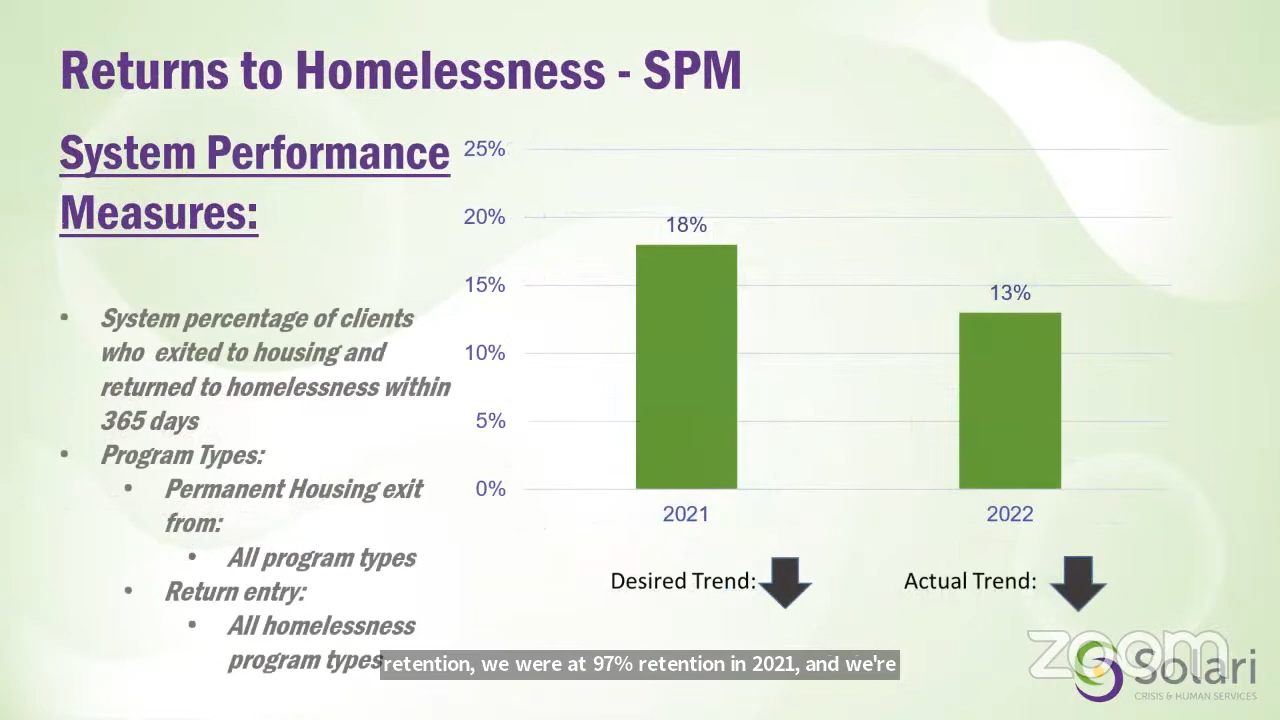 Returns to Homelessness - SPM
System Performance
Measures:
• System percentage of clients
who exited to housing and
returned to homelessness within
365 days
• Program Types:
• Permanent Housing exit
from:
• All program types
• Return entry:
• All homelessness
program types
25%
20%
15%
10%
5%
0%
18%
13%
2021
2022
Desired Trend:
Actual Trend:
retention, we were at 97% retention in 2021, and we're
zoom
Solari
CRISIS & HUMAN SERVICES